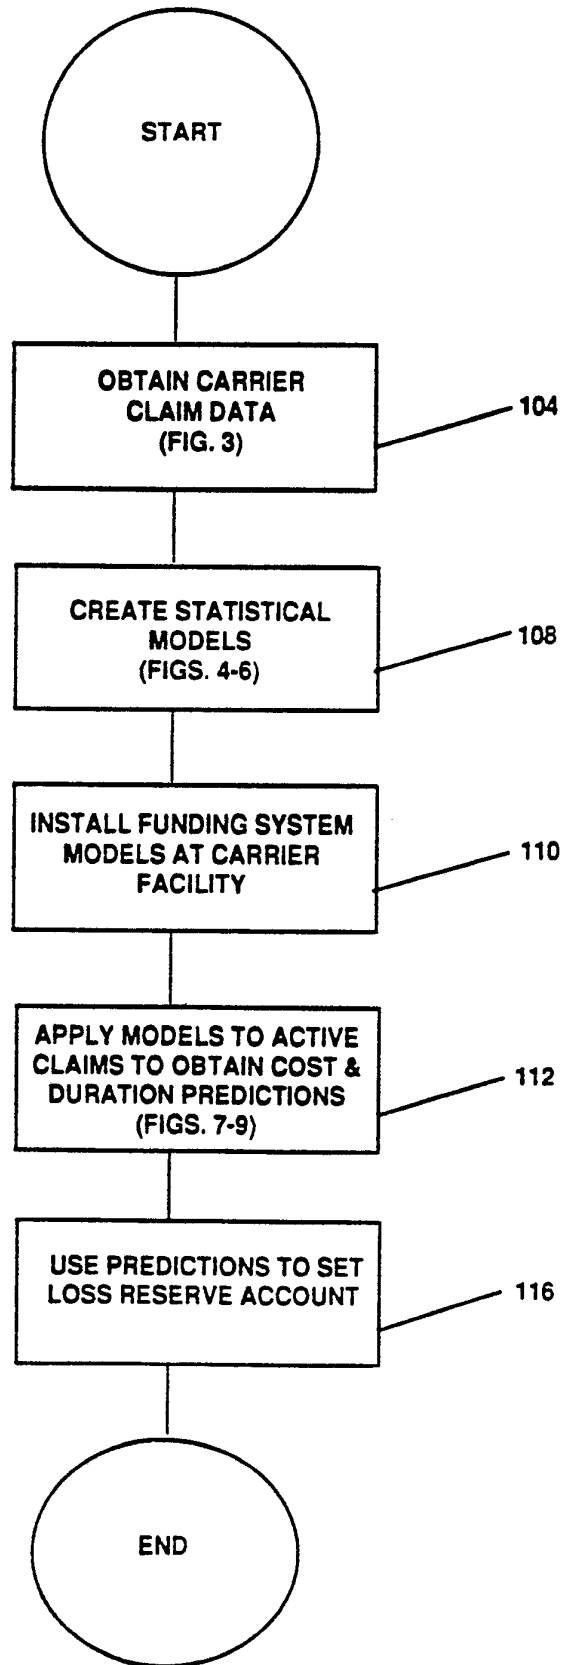 START
OBTAIN CARRIER
CLAIM DATA
(FIG. 3)
104
CREATE STATISTICAL
MODELS
(FIGS. 4-6)
108
INSTALL FUNDING SYSTEM
MODELS AT CARRIER
FACILITY
110
APPLY MODELS TO ACTIVE
CLAIMS TO OBTAIN COST &
DURATION PREDICTIONS
(FIGS. 7-9)
112
USE PREDICTIONS TO SET
LOSS RESERVE ACCOUNT
116
END